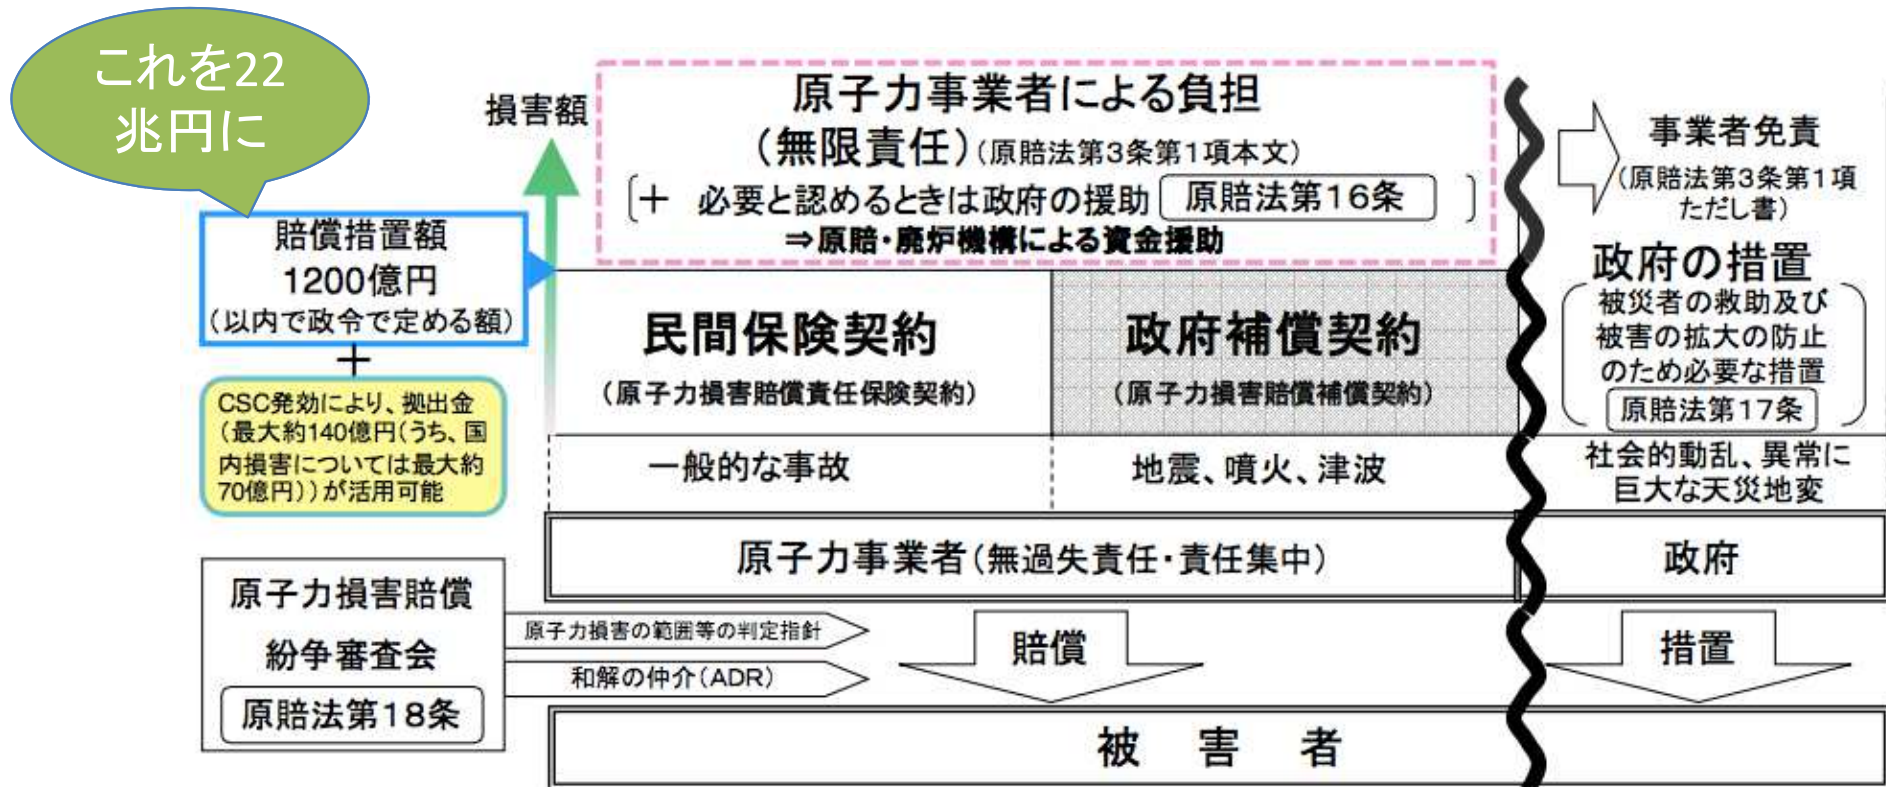 これを22
兆円に
損害額
原子力事業者による負担
（無限責任）（原賠法第3条第1項本文）
＋ 必要と認めるときは政府の援助 原賠法第16条
⇒原賠・廃炉機構による資金援助
事業者免責
（原賠法第3条第1項
ただし書）
賠償措置額
1200億円
（以内で政令で定める額）
＋
CSC発効により、拠出金
（最大約140億円（うち、国
内損害については最大約
70億円））が活用可能
民間保険契約
（原子力損害賠償責任保険契約）
政府補償契約
（原子力損害賠償補償契約）
政府の措置
被災者の救助及び
被害の拡大の防止
のため必要な措置
原賠法第17条
一般的な事故
地震、噴火、津波
社会的動乱、異常に
巨大な天災地変
原子力事業者（無過失責任・責任集中）
政府
原子力損害賠償
紛争審査会
原賠法第18条
原子力損害の範囲等の判定指針
和解の仲介（ADR）
賠償
措置
被害者